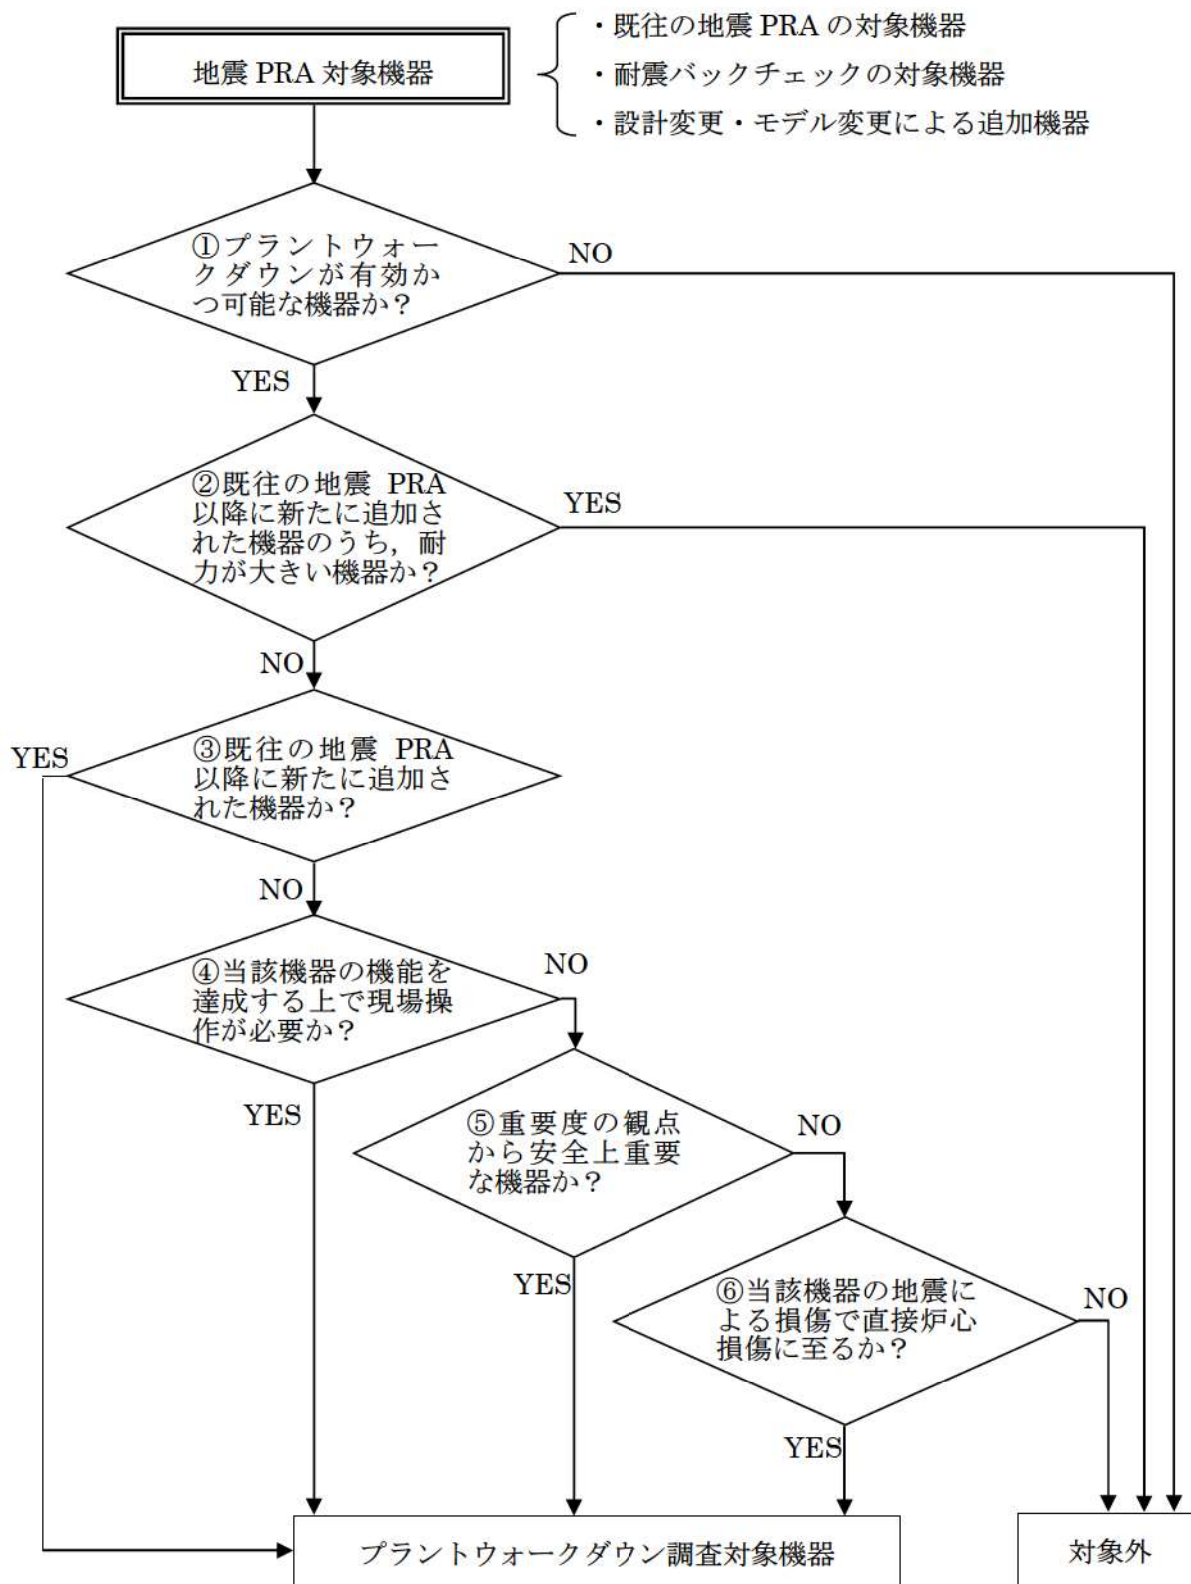 地震 PRA 対象機器
・既往の地震 PRA の対象機器
・耐震バックチェックの対象機器
・設計変更・モデル変更による追加機器
①プラントウォー
クダウンが有効か
つ可能な機器か？
NO
YES
②既往の地震 PRA
以降に新たに追加さ
れた機器のうち，耐
力が大きい機器か？
YES
NO
③既往の地震 PRA
以降に新たに追加さ
れた機器か？
YES
NO
④当該機器の機能を
達成する上で現場操
作が必要か？
NO
YES
⑤重要度の観点
から安全上重要
な機器か？
NO
YES
⑥当該機器の地震に
よる損傷で直接炉心
損傷に至るか？
NO
YES
プラントウォークダウン調査対象機器
対象外